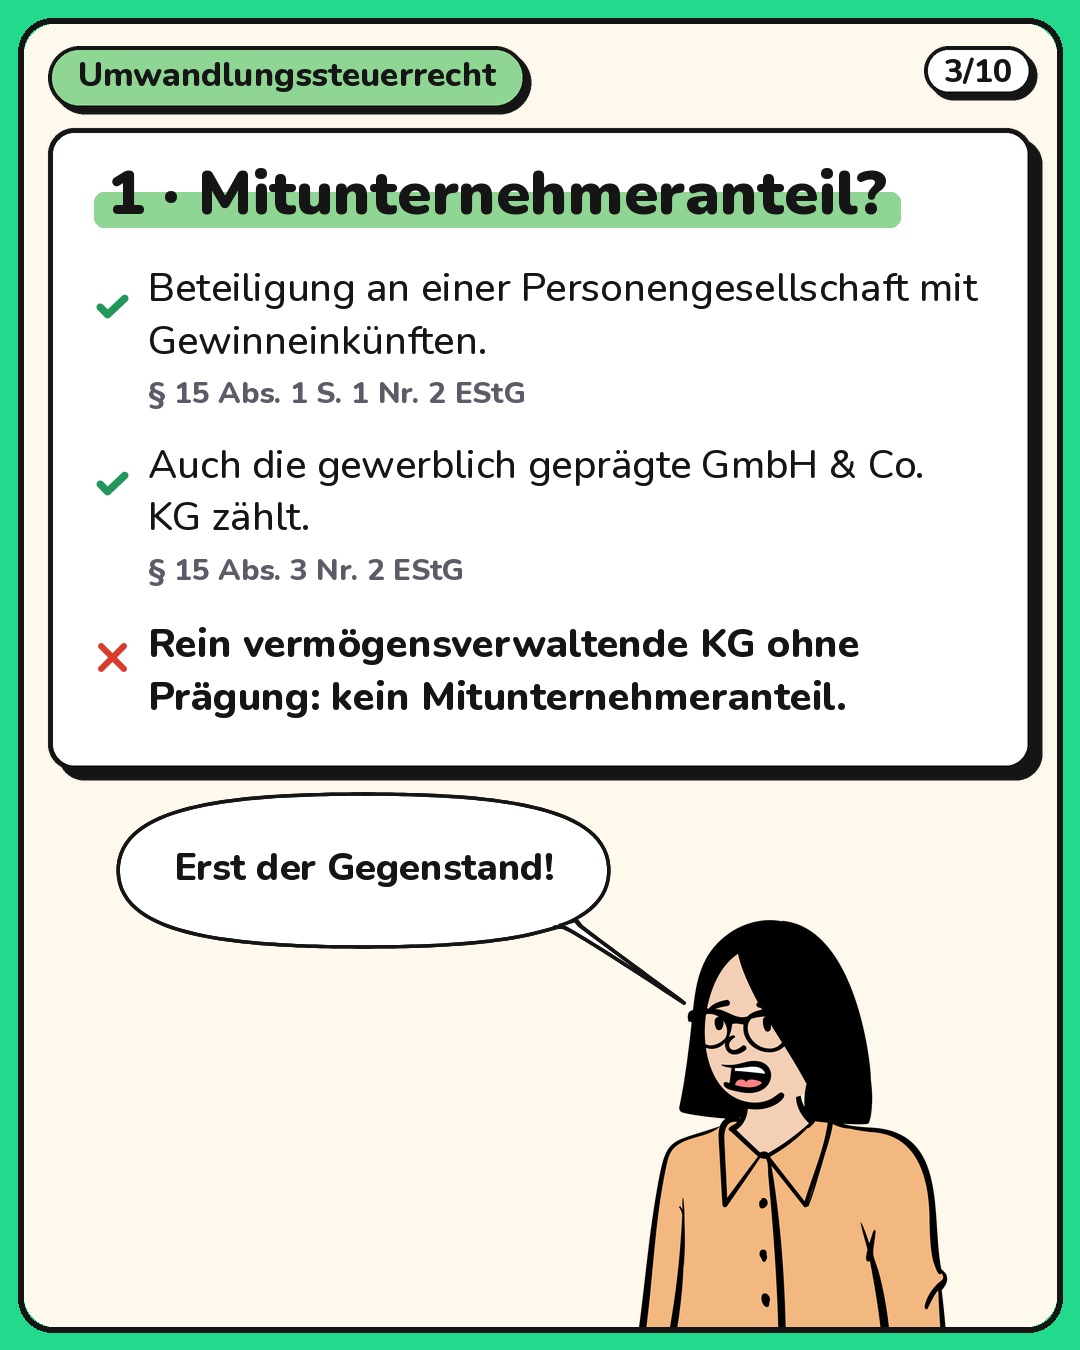 Umwandlungssteuerrecht
3/10
1 · Mitunternehmeranteil?
Beteiligung an einer Personengesellschaft mit
Gewinneinkünften.
§ 15 Abs. 1 S. 1 Nr. 2 EStG
Auch die gewerblich geprägte GmbH & Co.
KG zählt.
§ 15 Abs. 3 Nr. 2 EStG
Rein vermögensverwaltende KG ohne
Prägung: kein Mitunternehmeranteil.
Erst der Gegenstand!